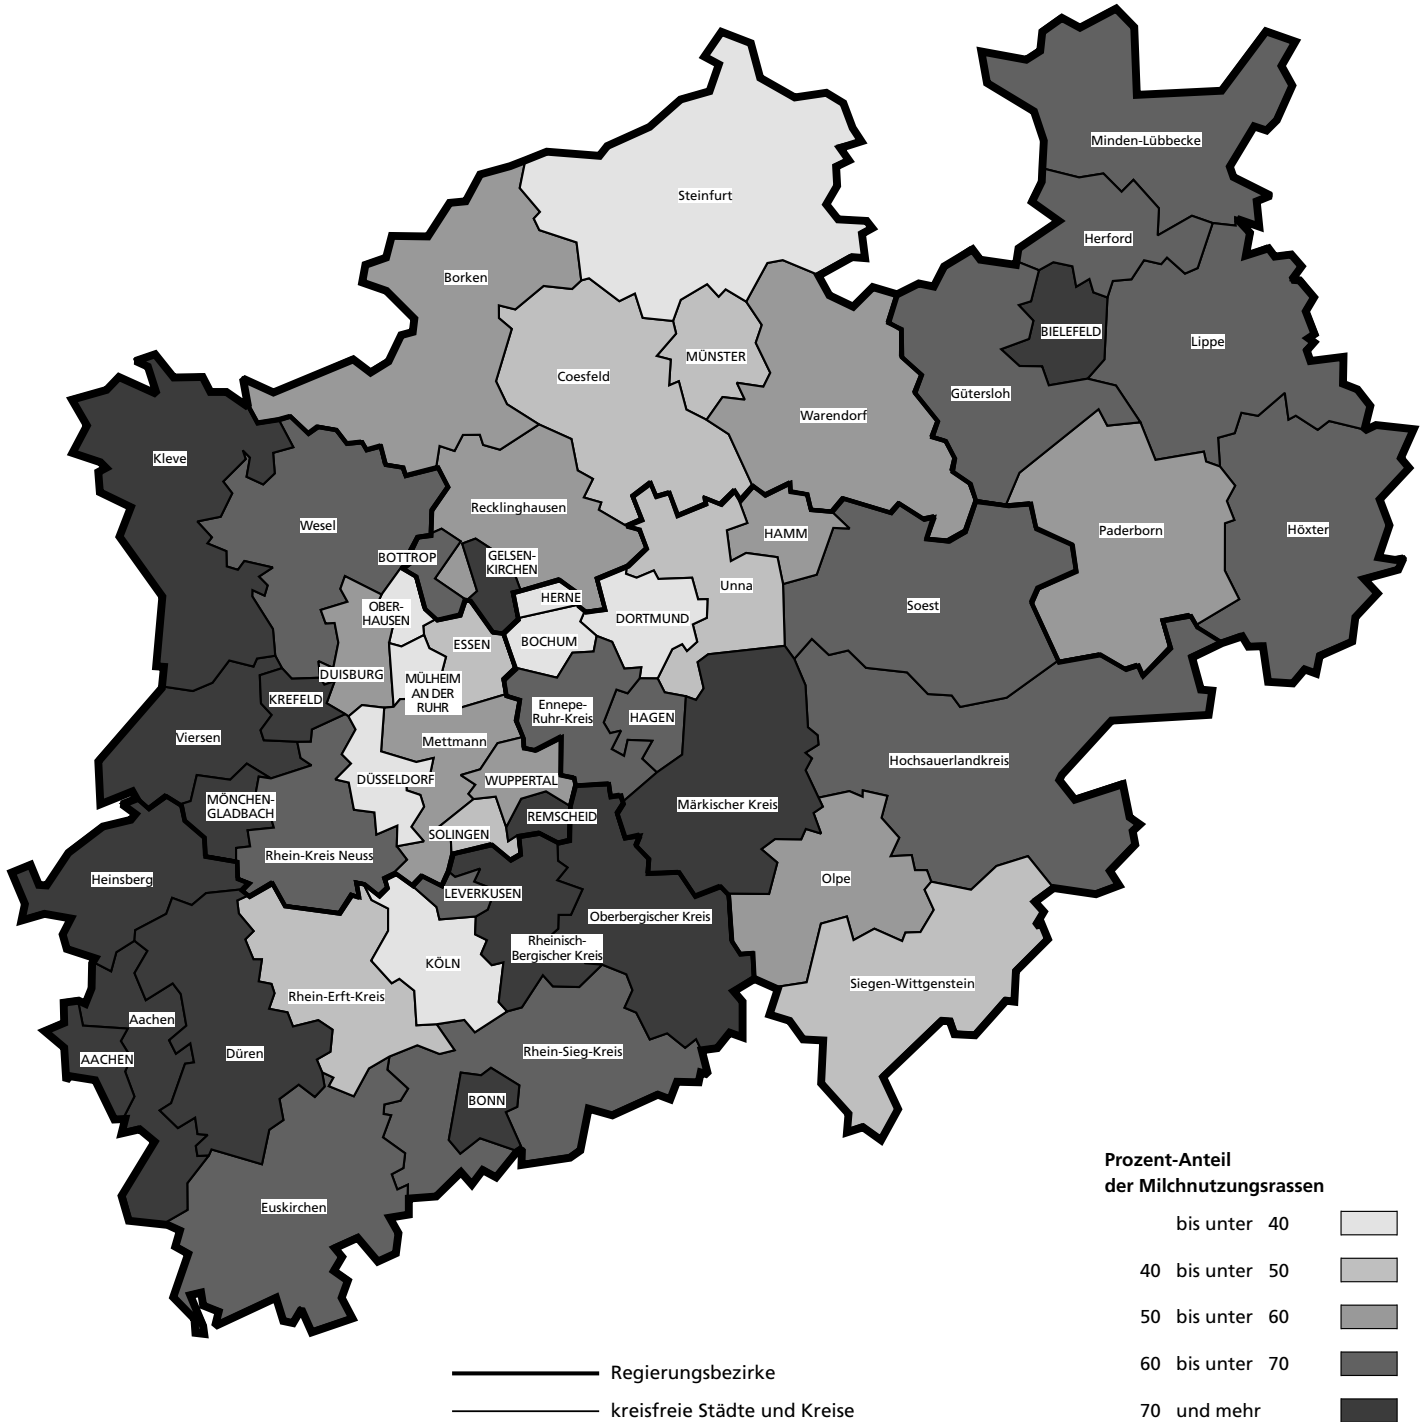 Minden-Lübbecke
Steinfurt
Herford
Borken
BIELEFELD
Lippe
MÜNSTER
Coesfeld
Gütersloh
Warendorf
Kleve
Recklinghausen
Wesel
HAMM
Paderborn
Höxter
BOTTROP
GELSEN-
KIRCHEN
Unna
HERNE
Soest
OBER-
HAUSEN
DORTMUND
ESSEN
BOCHUM
DUISBURG
MÜLHEIM
AN DER
RUHR
KREFELD
Ennepe-
Ruhr-Kreis
HAGEN
Viersen
Mettmann
Hochsauerlandkreis
DÜSSELDORF
WUPPERTAL
MÖNCHEN-
GLADBACH
Märkischer Kreis
REMSCHEID
SOLINGEN
Rhein-Kreis Neuss
Heinsberg
Olpe
LEVERKUSEN
Oberbergischer Kreis
Rheinisch-
Bergischer Kreis
KÖLN
Siegen-Wittgenstein
Rhein-Erft-Kreis
Aachen
AACHEN
Düren
Rhein-Sieg-Kreis
BONN
Euskirchen
Prozent-Anteil
der Milchnutzungsrassen
bis unter 40
40 bis unter 50
50 bis unter 60
60 bis unter 70
70 und mehr
Regierungsbezirke
kreisfreie Städte und Kreise